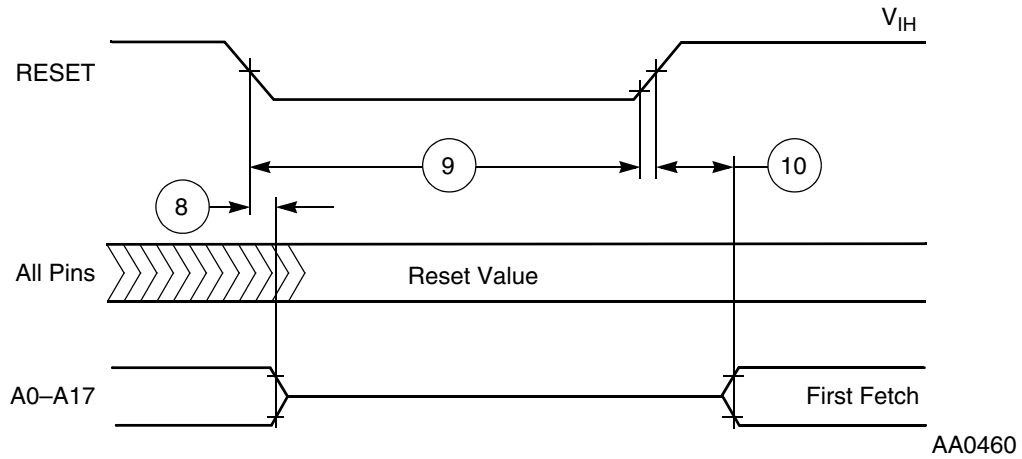 V_IH
RESET
9
10
8
All Pins
Reset Value
A0–A17
First Fetch
AA0460